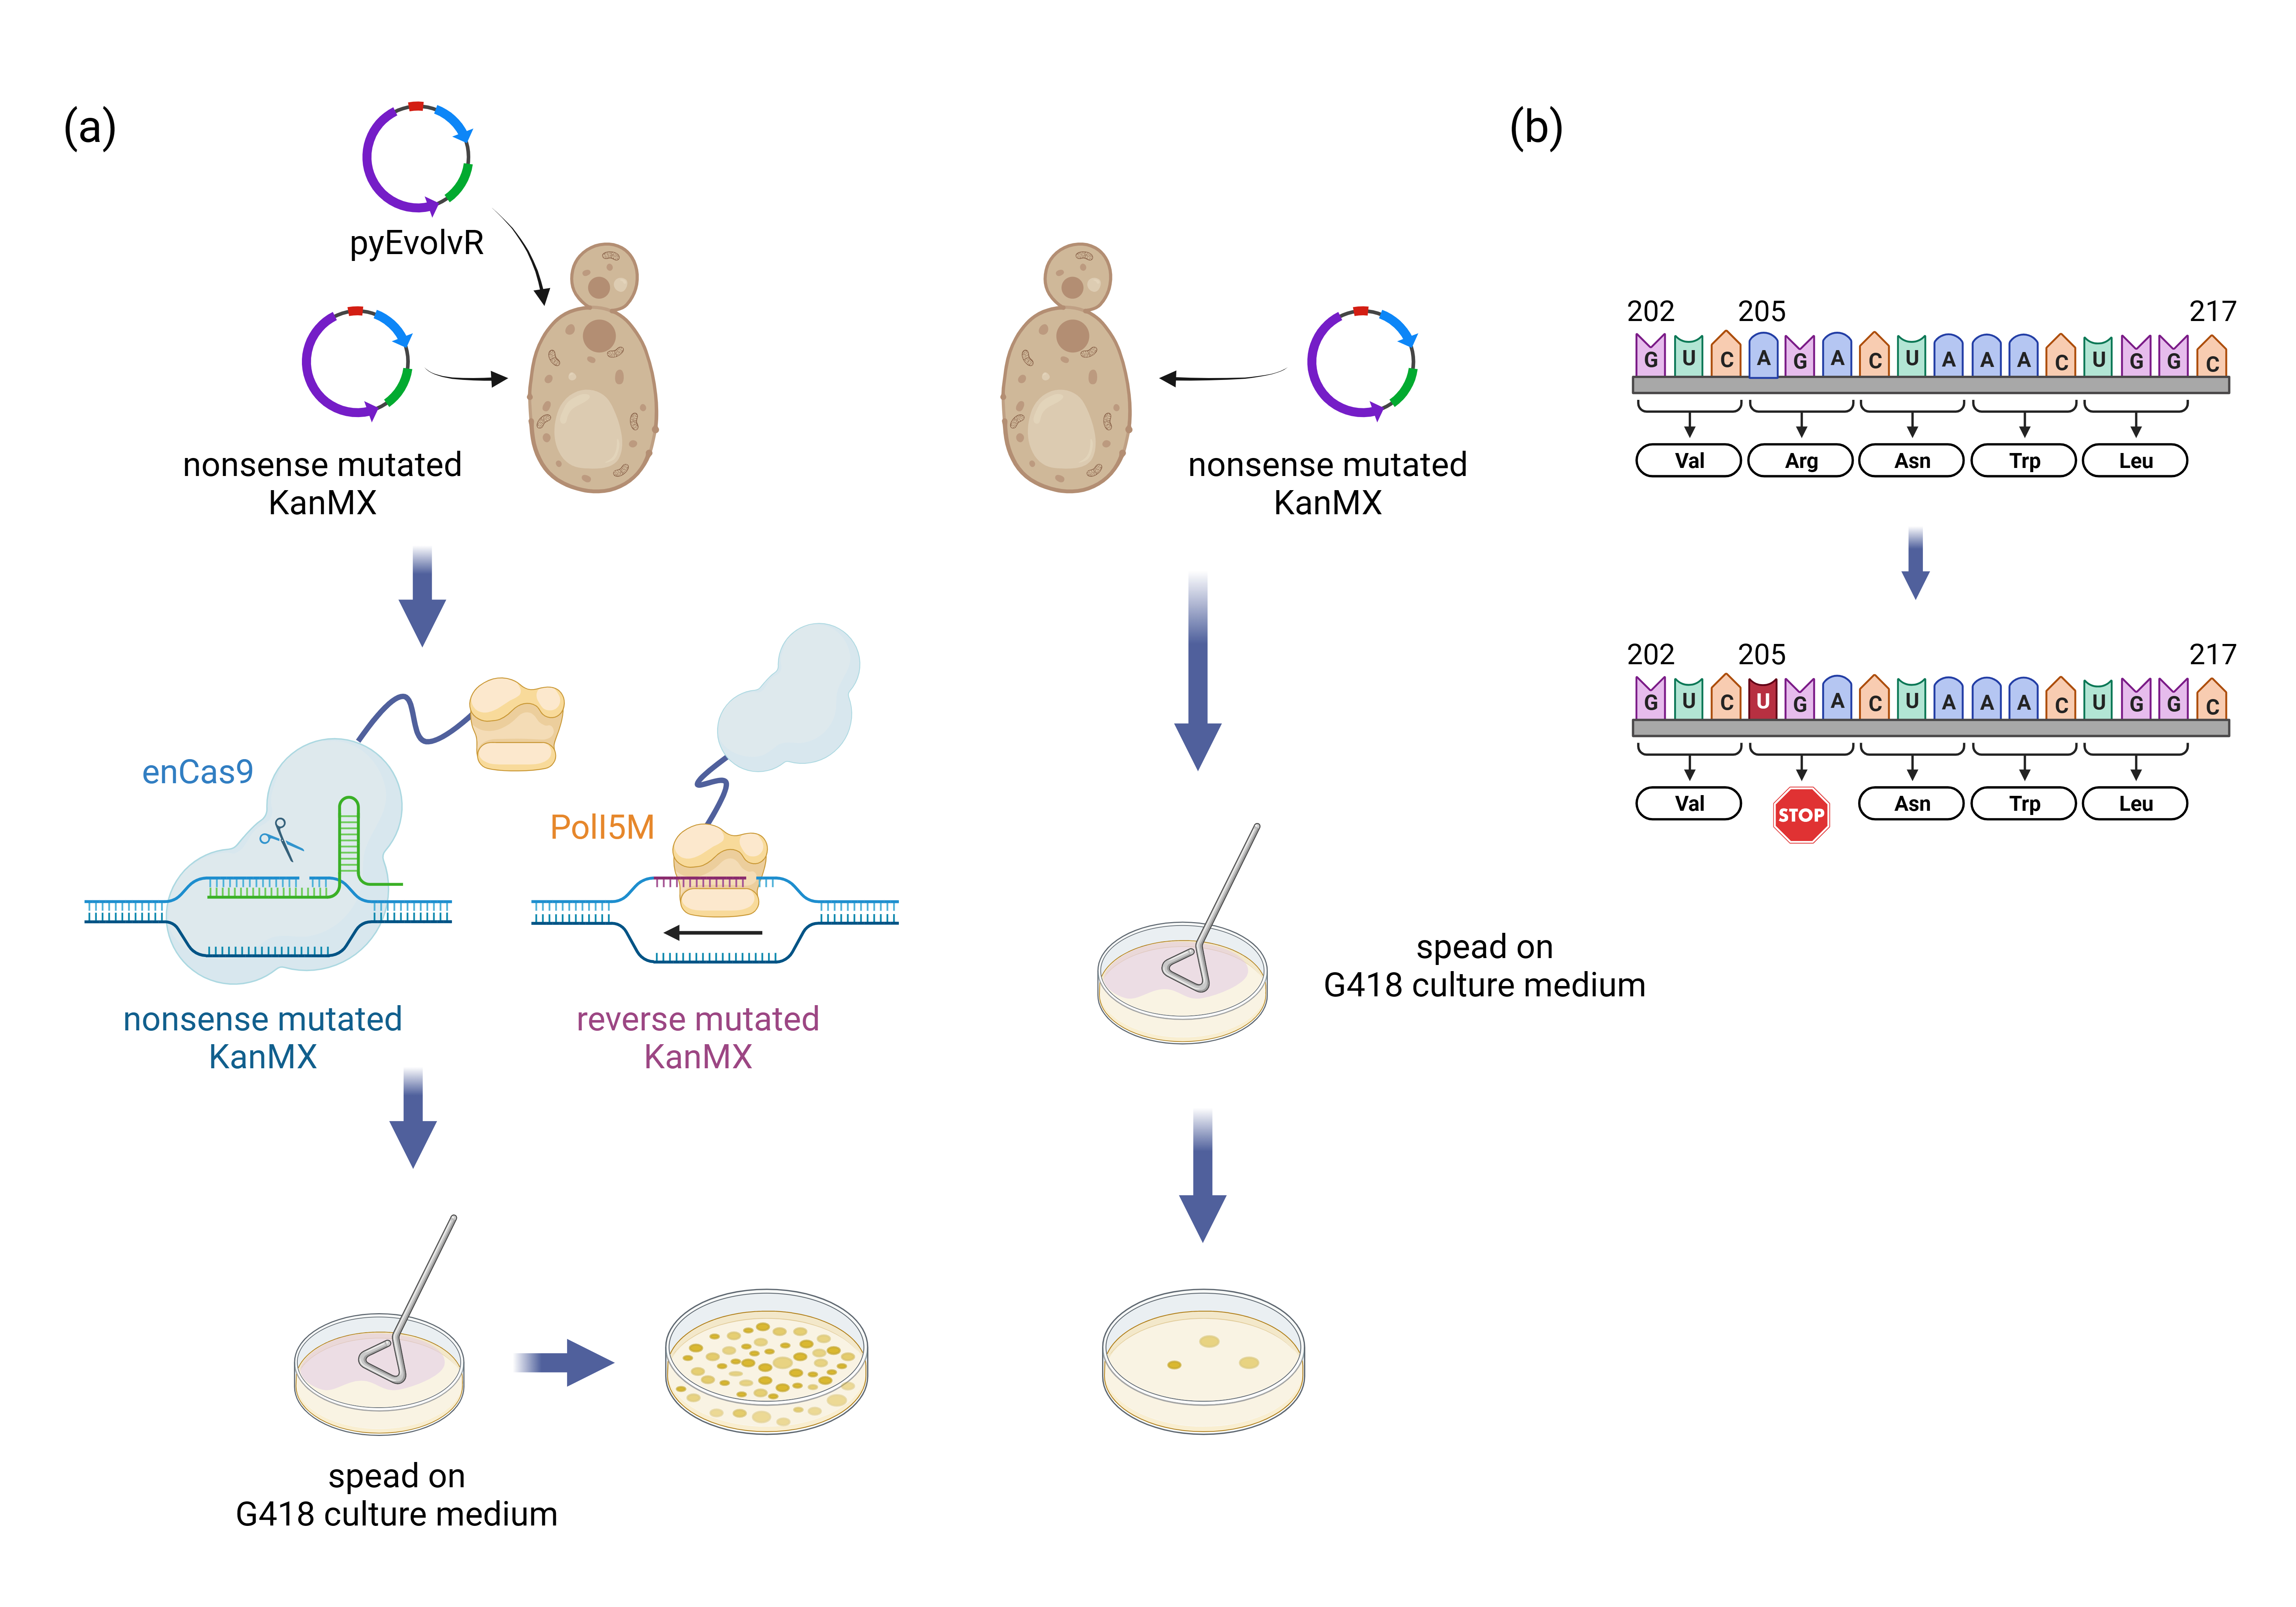 (a)
pyEvolvR
nonsense mutated
KanMX
nonsense mutated
KanMX
enCas9
PolI5M
nonsense mutated
KanMX
reverse mutated
KanMX
spead on
G418 culture medium
spead on
G418 culture medium
(b)
202 205 217
G U C A G A C U A A A C U G G C
Val Arg Asn Trp Leu
202 205 217
G U C U G A C U A A A C U G G C
Val STOP Asn Trp Leu